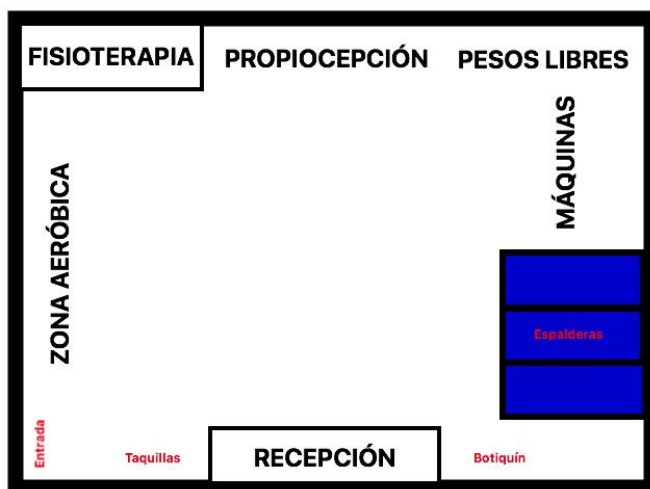 FISIOTERAPIA
PROPIOCEPCIÓN
PESOS LIBRES
MÁQUINAS
ZONA AERÓBICA
Espalderas
Entrada
Taquillas
RECEPCIÓN
Botiquín